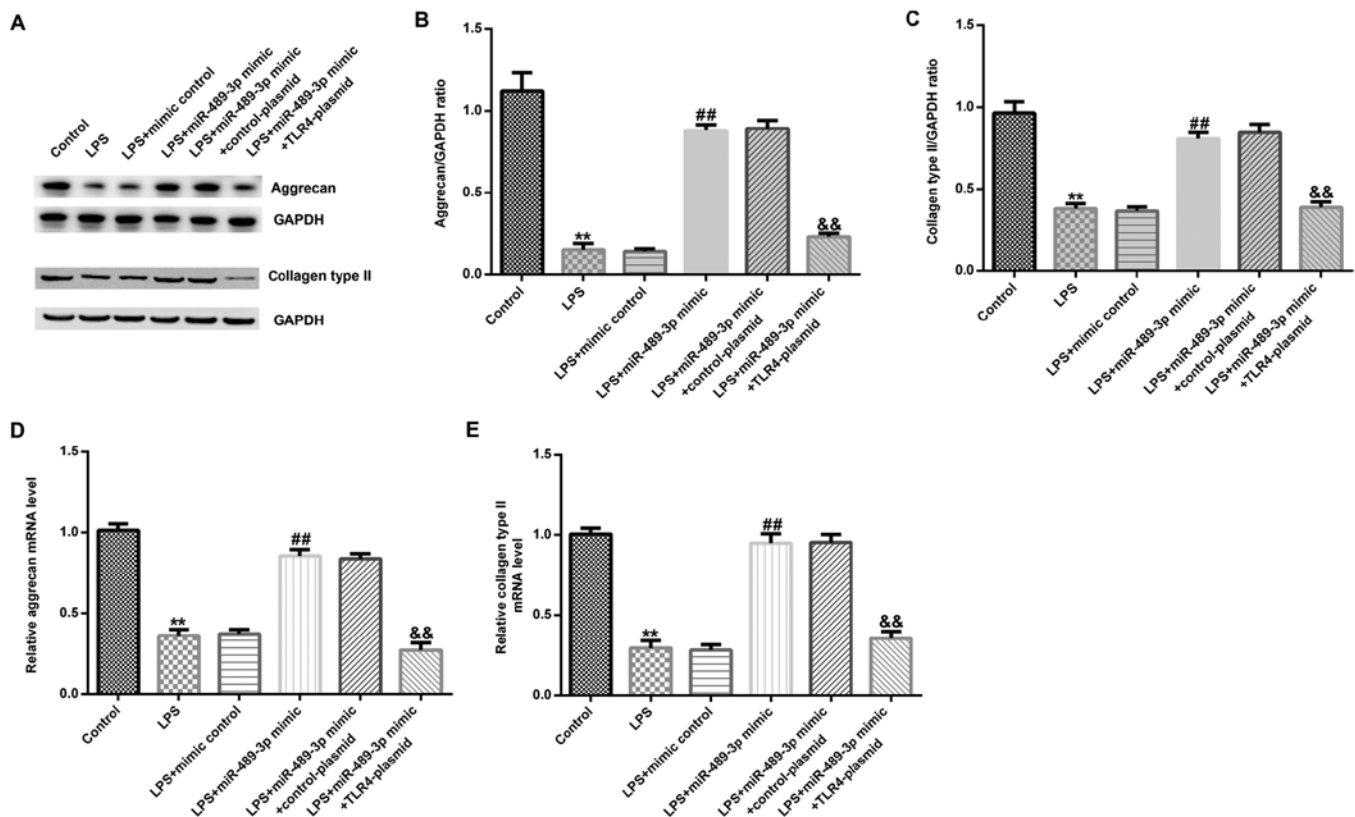 A
Control
LPS
LPS+mimic control
LPS+miR-489-3p mimic
LPS+miR-489-3p mimic
+control-plasmid
LPS+miR-489-3p mimic
+TLR4-plasmid
Aggrecan
GAPDH
Collagen type II
GAPDH
B
Aggrecan/GAPDH ratio
1.5
1.0
0.5
0.0
**
##
&&
Control
LPS
LPS+mimic control
LPS+miR-489-3p mimic
LPS+miR-489-3p mimic
+control-plasmid
LPS+miR-489-3p mimic
+TLR4-plasmid
C
Collagen type II/GAPDH ratio
1.5
1.0
0.5
0.0
**
##
&&
Control
LPS
LPS+mimic control
LPS+miR-489-3p mimic
LPS+miR-489-3p mimic
+control-plasmid
LPS+miR-489-3p mimic
+TLR4-plasmid
D
Relative aggrecan mRNA level
1.5
1.0
0.5
0.0
**
##
&&
Control
LPS
LPS+mimic control
LPS+miR-489-3p mimic
LPS+miR-489-3p mimic
+control-plasmid
LPS+miR-489-3p mimic
+TLR4-plasmid
E
Relative collagen type II
mRNA level
1.5
1.0
0.5
0.0
**
##
&&
Control
LPS
LPS+mimic control
LPS+miR-489-3p mimic
LPS+miR-489-3p mimic
+control-plasmid
LPS+miR-489-3p mimic
+TLR4-plasmid